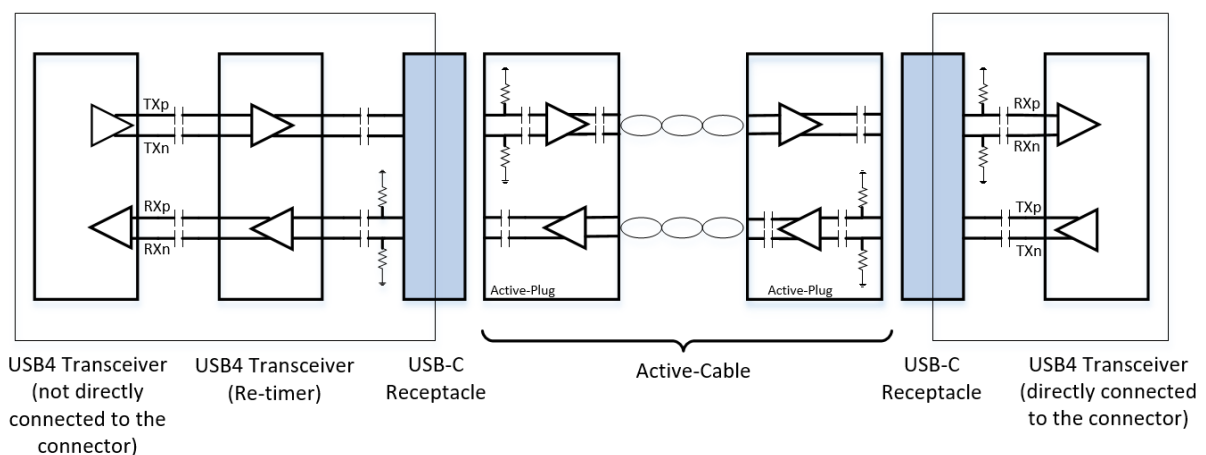 TXp
TXn
RXp
RXn
RXp
RXn
TXp
TXn
Active-Plug
Active-Plug
USB4 Transceiver
(not directly
connected to the
connector)
USB4 Transceiver
(Re-timer)
USB-C
Receptacle
Active-Cable
USB-C
Receptacle
USB4 Transceiver
(directly connected
to the connector)